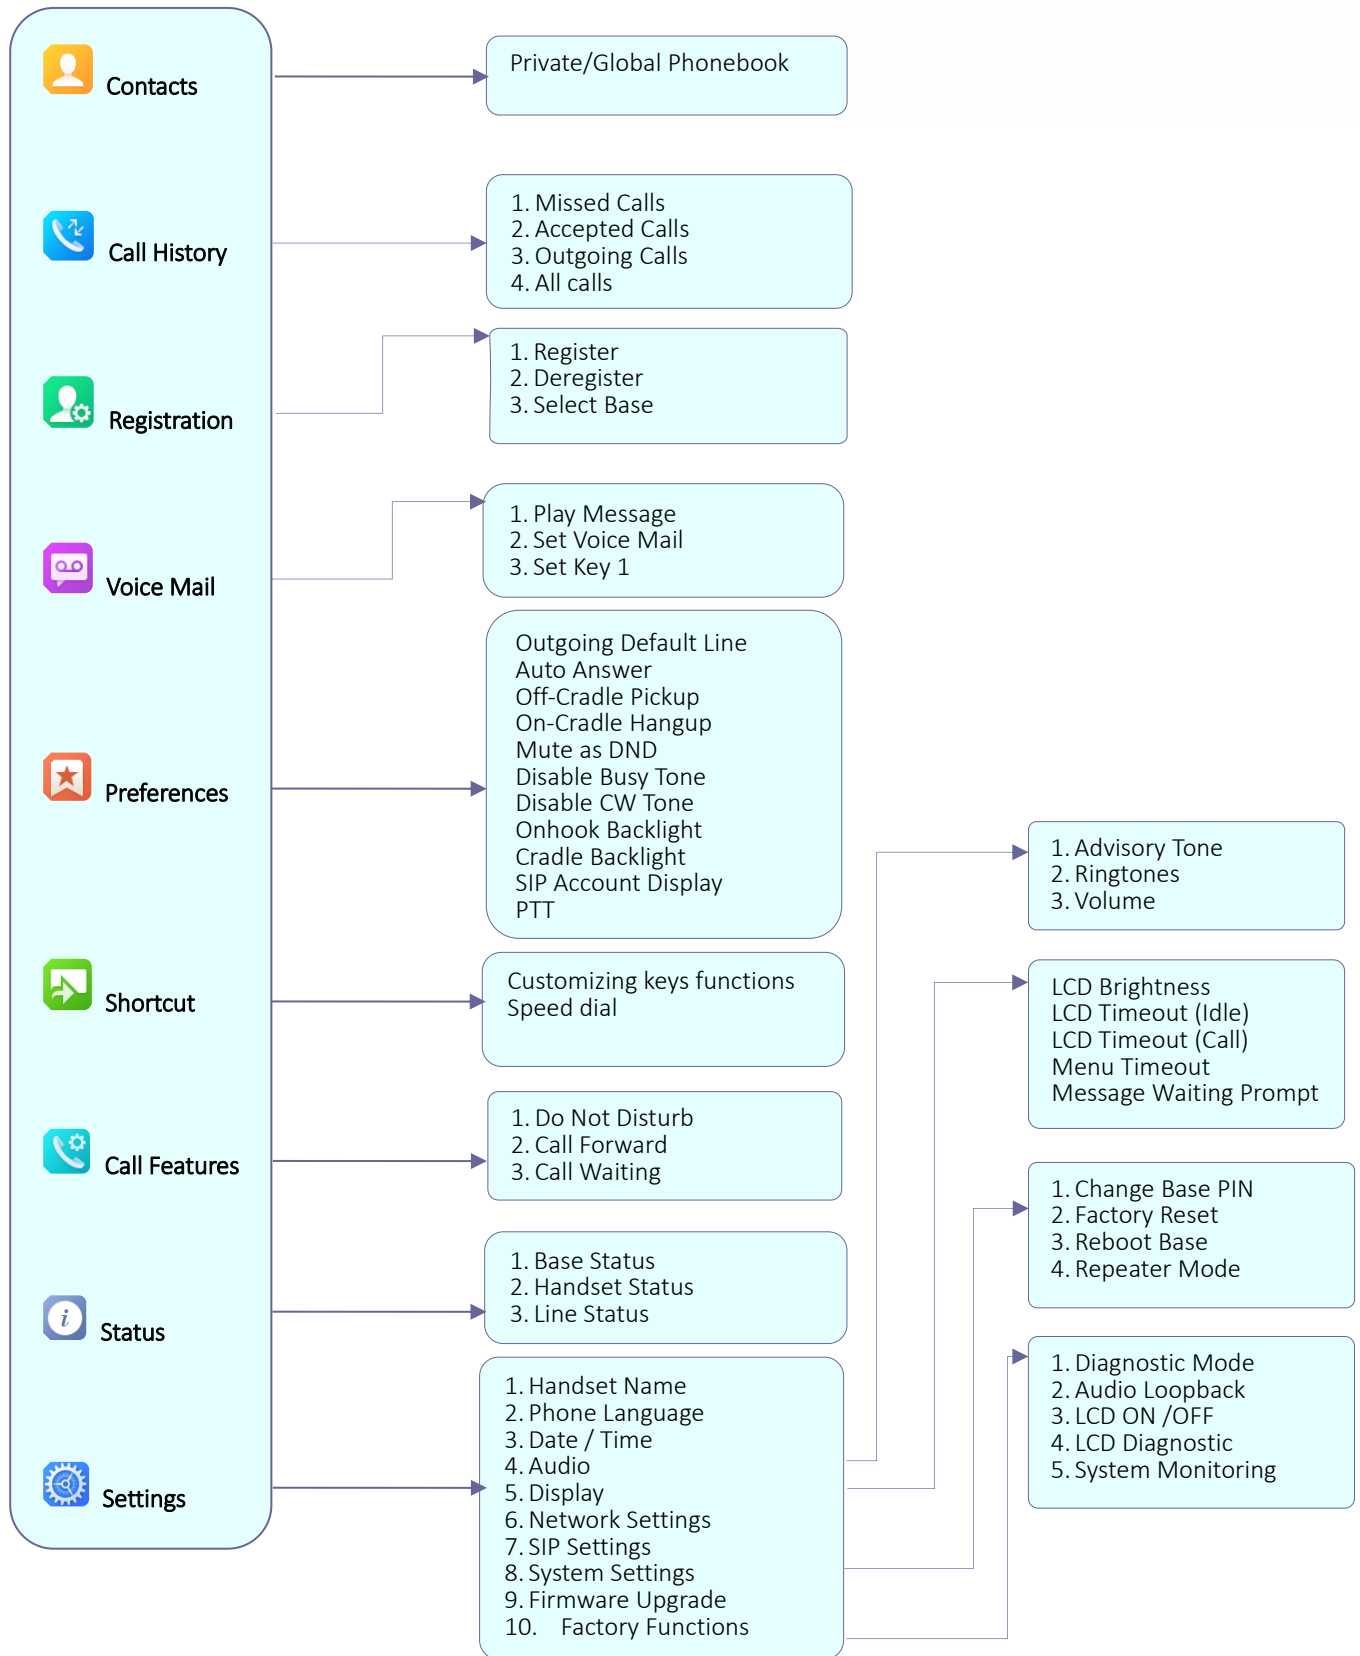 Contacts
Private/Global Phonebook
Call History
1. Missed Calls
2. Accepted Calls
3. Outgoing Calls
4. All calls
Registration
1. Register
2. Deregister
3. Select Base
Voice Mail
1. Play Message
2. Set Voice Mail
3. Set Key 1
Preferences
Outgoing Default Line
Auto Answer
Off-Cradle Pickup
On-Cradle Hangup
Mute as DND
Disable Busy Tone
Disable CW Tone
Onhook Backlight
Cradle Backlight
SIP Account Display
PTT
Shortcut
Customizing keys functions
Speed dial
Call Features
1. Do Not Disturb
2. Call Forward
3. Call Waiting
Status
1. Base Status
2. Handset Status
3. Line Status
Settings
1. Handset Name
2. Phone Language
3. Date / Time
4. Audio
5. Display
6. Network Settings
7. SIP Settings
8. System Settings
9. Firmware Upgrade
10. Factory Functions
1. Advisory Tone
2. Ringtones
3. Volume
LCD Brightness
LCD Timeout (Idle)
LCD Timeout (Call)
Menu Timeout
Message Waiting Prompt
1. Change Base PIN
2. Factory Reset
3. Reboot Base
4. Repeater Mode
1. Diagnostic Mode
2. Audio Loopback
3. LCD ON /OFF
4. LCD Diagnostic
5. System Monitoring